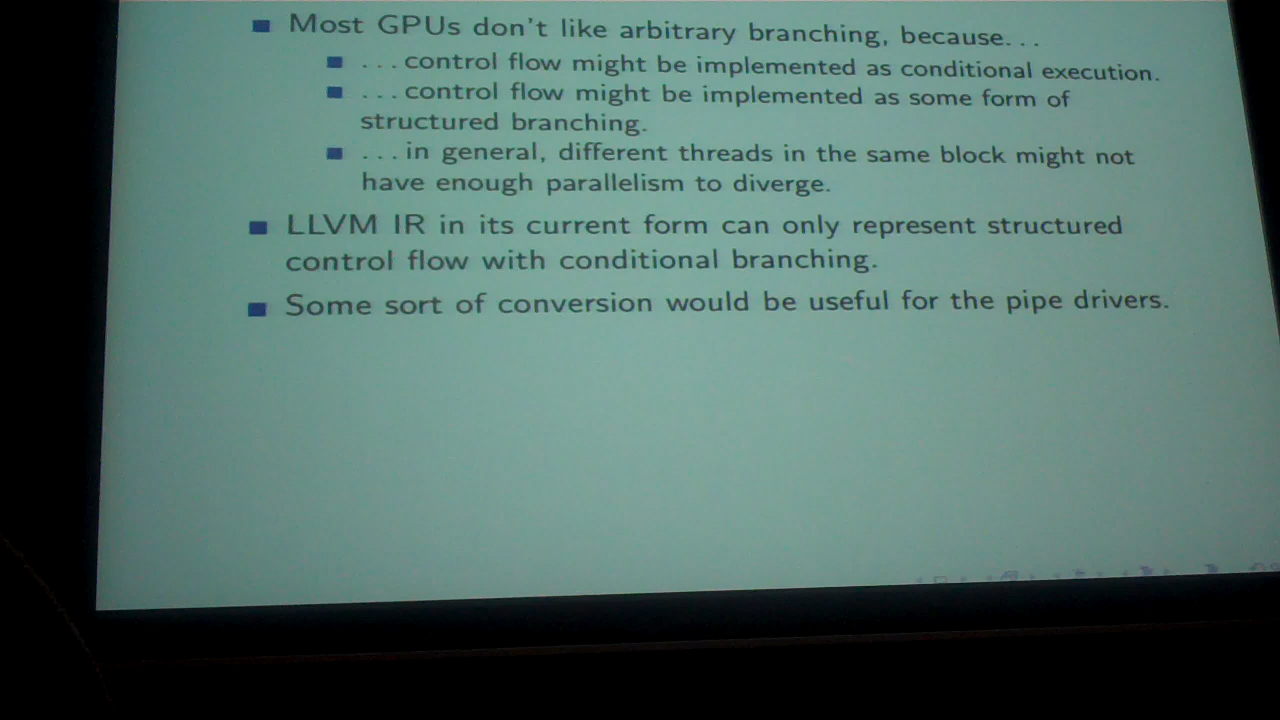 Most GPUs don't like arbitrary branching, because...
...control flow might be implemented as conditional execution.
...control flow might be implemented as some form of
structured branching.
...in general, different threads in the same block might not
have enough parallelism to diverge.
LLVM IR in its current form can only represent structured
control flow with conditional branching.
Some sort of conversion would be useful for the pipe drivers.